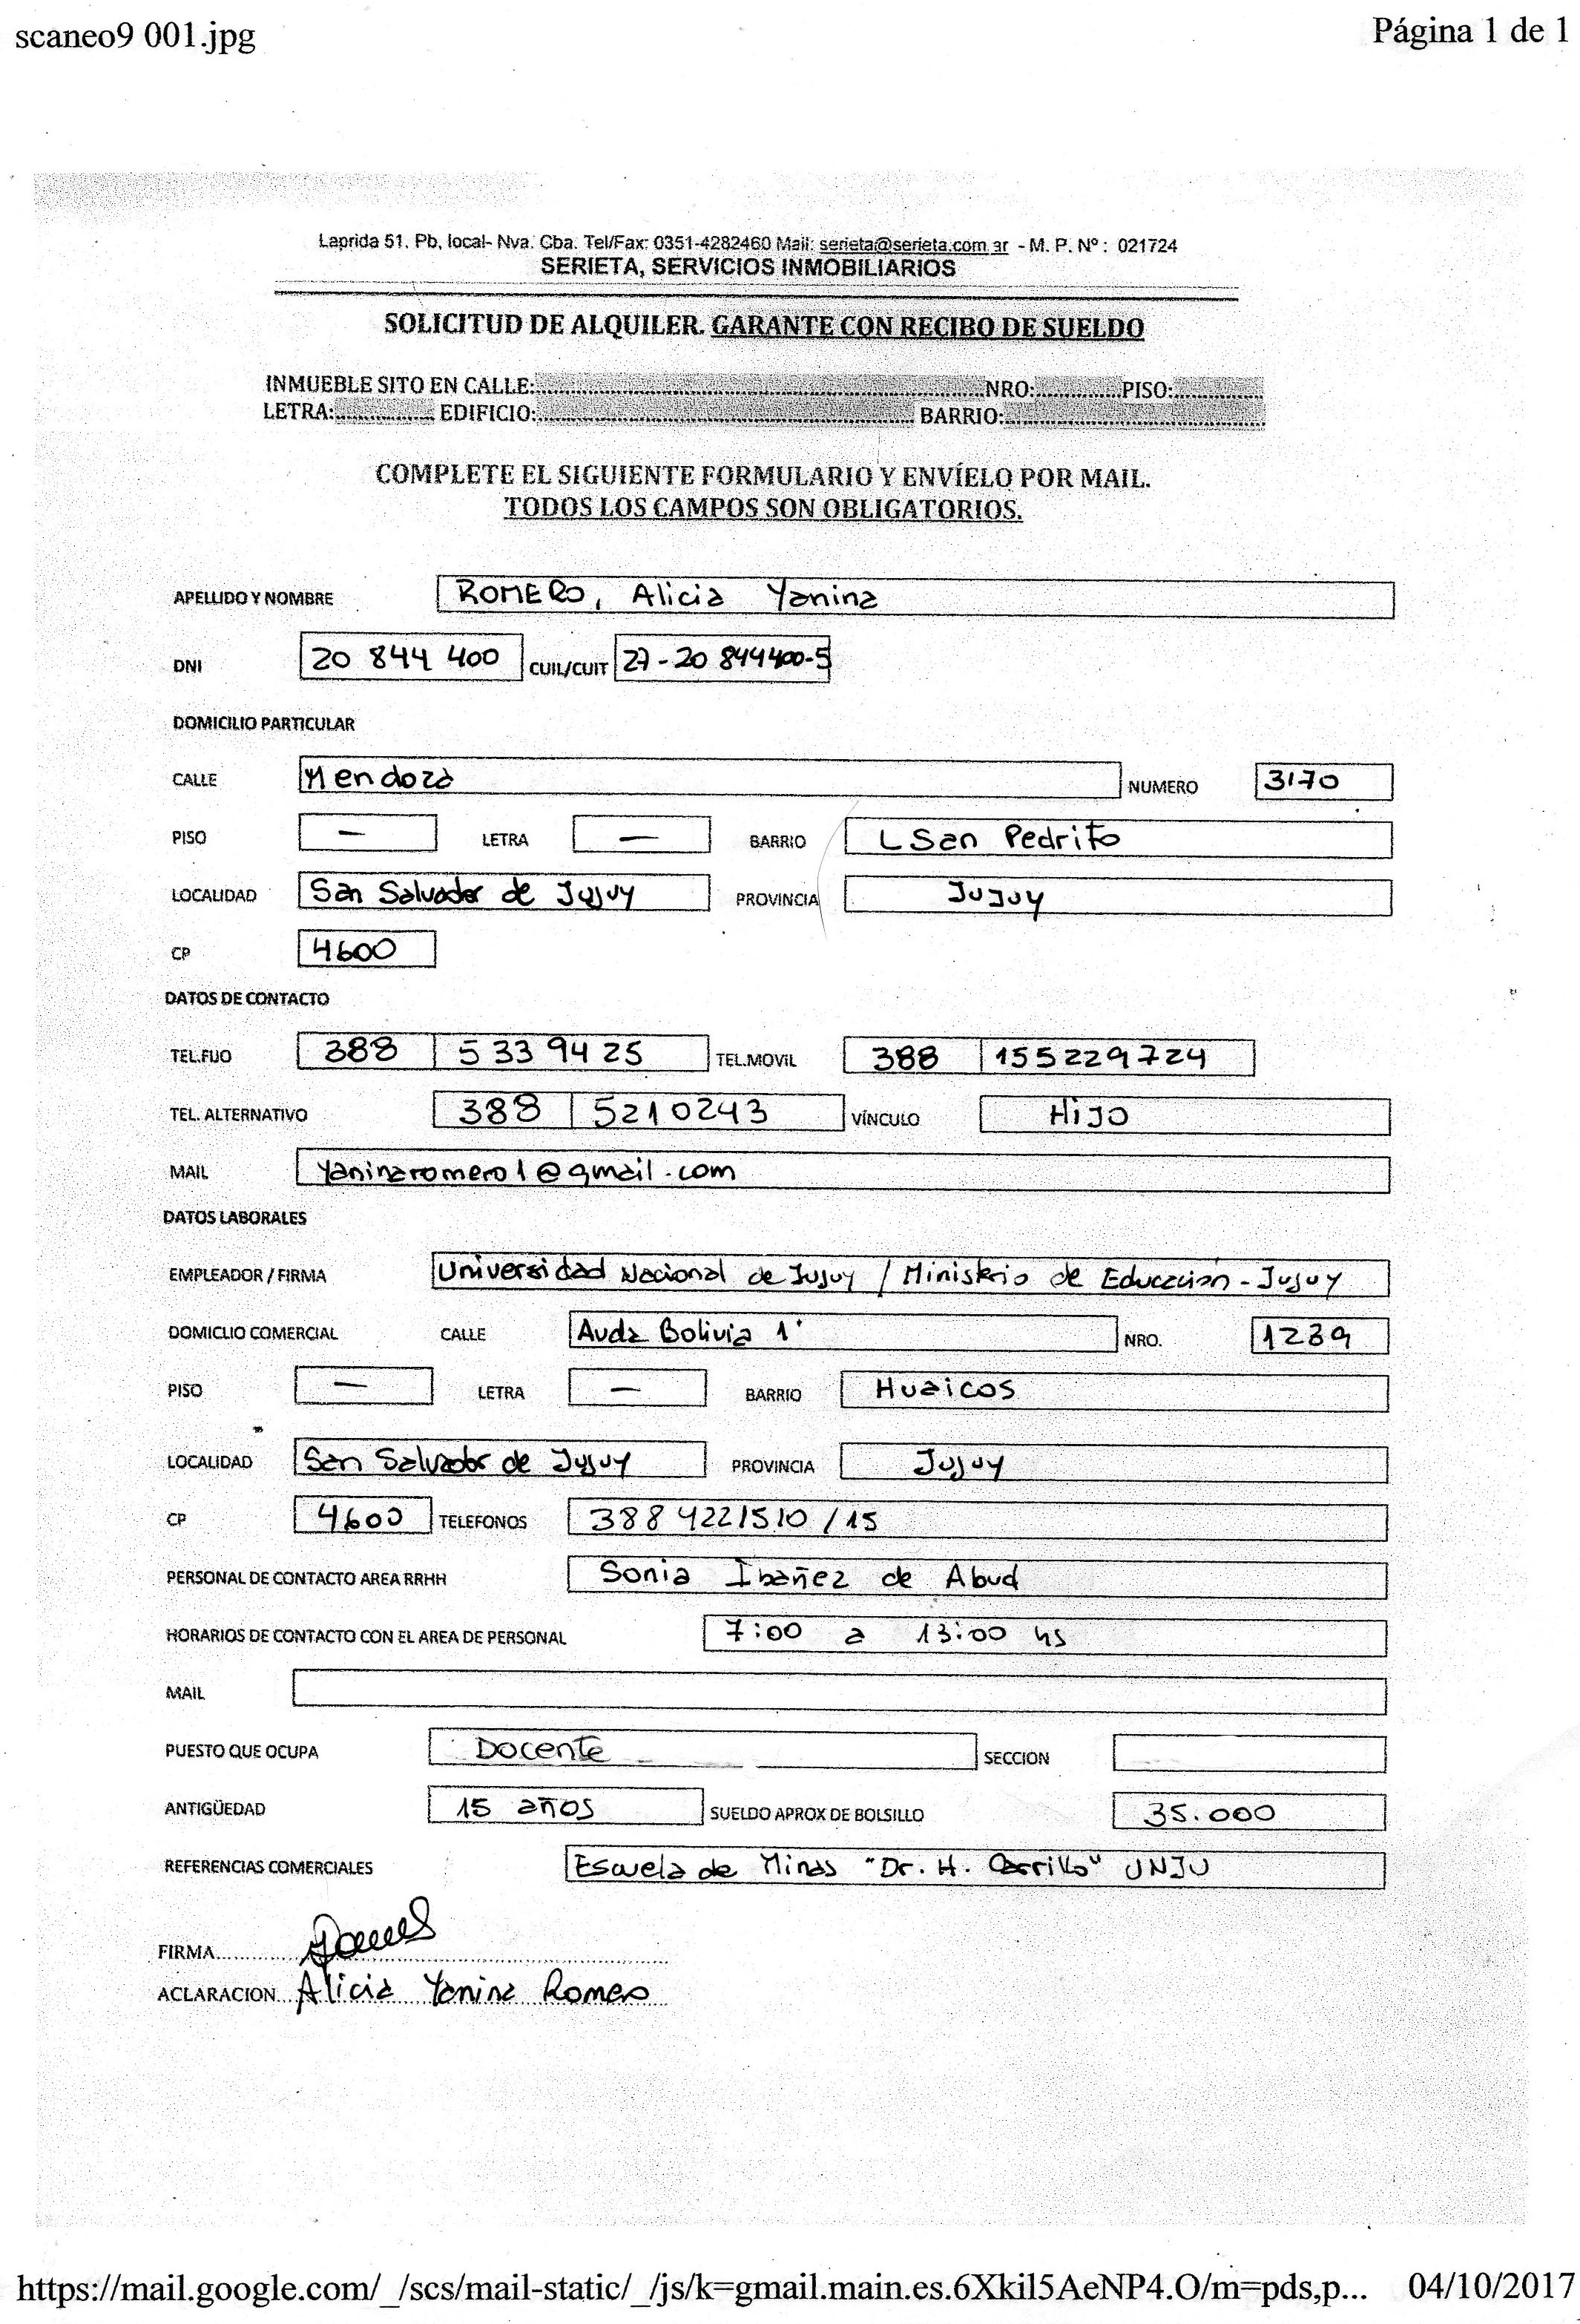 scaneo9 001.jpg Página 1 de 1
Laprida 51. Pb, local- Nva. Cba. Tel/Fax: 0351-4282460 Mail: serieta@serieta.com.ar - M. P. Nº : 021724
SERIETA, SERVICIOS INMOBILIARIOS
SOLICITUD DE ALQUILER. GARANTE CON RECIBO DE SUELDO
INMUEBLE SITO EN CALLE: NRO: PISO:
LETRA: EDIFICIO: BARRIO:
COMPLETE EL SIGUIENTE FORMULARIO Y ENVÍELO POR MAIL.
TODOS LOS CAMPOS SON OBLIGATORIOS.
APELLIDO Y NOMBRE ROMERO, Alicia Yanina
DNI 20 844 400 CUIL/CUIT 27-20 844400-5
DOMICILIO PARTICULAR
CALLE Mendoza NUMERO 3170
PISO — LETRA — BARRIO L San Pedrito
LOCALIDAD San Salvador de Jujuy PROVINCIA JUJUY
CP 4600
DATOS DE CONTACTO
TEL.FIJO 388 5339425 TEL.MOVIL 388 155229724
TEL. ALTERNATIVO 388 5210243 VÍNCULO HiJO
MAIL yaninaromero1@gmail.com
DATOS LABORALES
EMPLEADOR / FIRMA Universidad Nacional de Jujuy / Ministerio de Educación - Jujuy
DOMICLIO COMERCIAL CALLE Avda Bolivia 1° NRO. 1239
PISO — LETRA — BARRIO Huaicos
LOCALIDAD San Salvador de Jujuy PROVINCIA Jujuy
CP 4600 TELEFONOS 388 4221510 /15
PERSONAL DE CONTACTO AREA RRHH Sonia Ibañez de Abud
HORARIOS DE CONTACTO CON EL AREA DE PERSONAL 7:00 a 13:00 hs
MAIL
PUESTO QUE OCUPA Docente SECCION
ANTIGÜEDAD 15 años SUELDO APROX DE BOLSILLO 35.000
REFERENCIAS COMERCIALES Escuela de Minas "Dr. H. Carrillo" UNJU
FIRMA
ACLARACION Alicia Yanina Romero
https://mail.google.com/_/scs/mail-static/_/js/k=gmail.main.es.6Xkil5AeNP4.O/m=pds,p... 04/10/2017